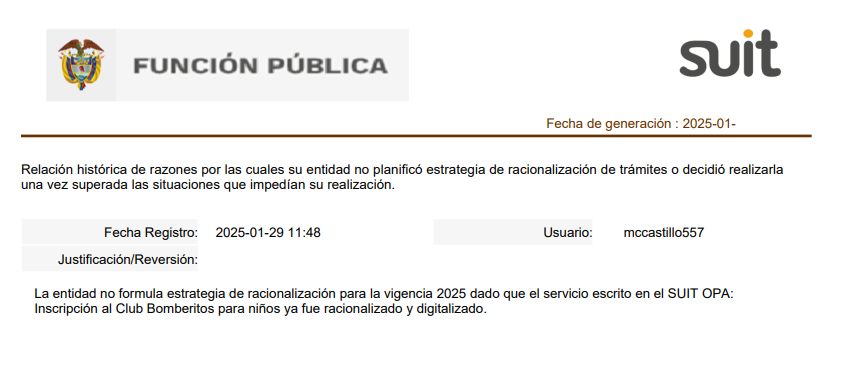 FUNCIÓN PÚBLICA
suit
Fecha de generación : 2025-01-
Relación histórica de razones por las cuales su entidad no planificó estrategia de racionalización de trámites o decidió realizarla
una vez superada las situaciones que impedían su realización.
Fecha Registro: 2025-01-29 11:48 Usuario: mccastillo557
Justificación/Reversión:
La entidad no formula estrategia de racionalización para la vigencia 2025 dado que el servicio escrito en el SUIT OPA:
Inscripción al Club Bomberitos para niños ya fue racionalizado y digitalizado.